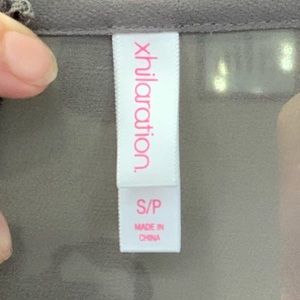 xhilaration.
S/P
MADE IN
CHINA